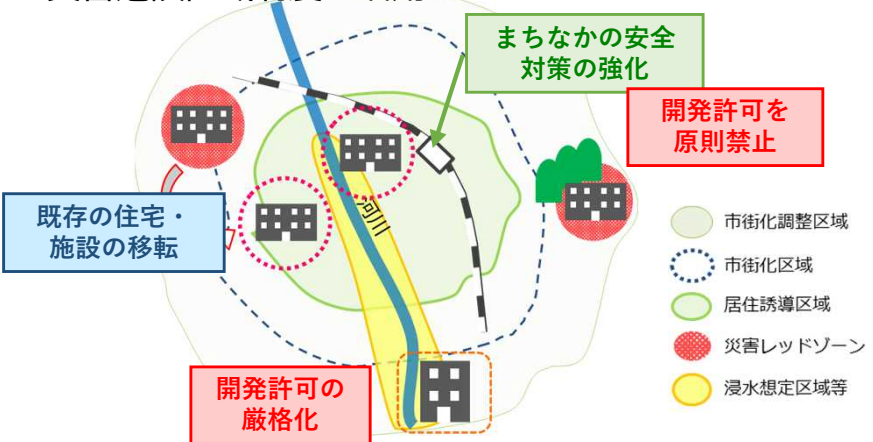 まちなかの安全
対策の強化
開発許可を
原則禁止
既存の住宅・
施設の移転
河川
開発許可の
厳格化
市街化調整区域
市街化区域
居住誘導区域
災害レッドゾーン
浸水想定区域等